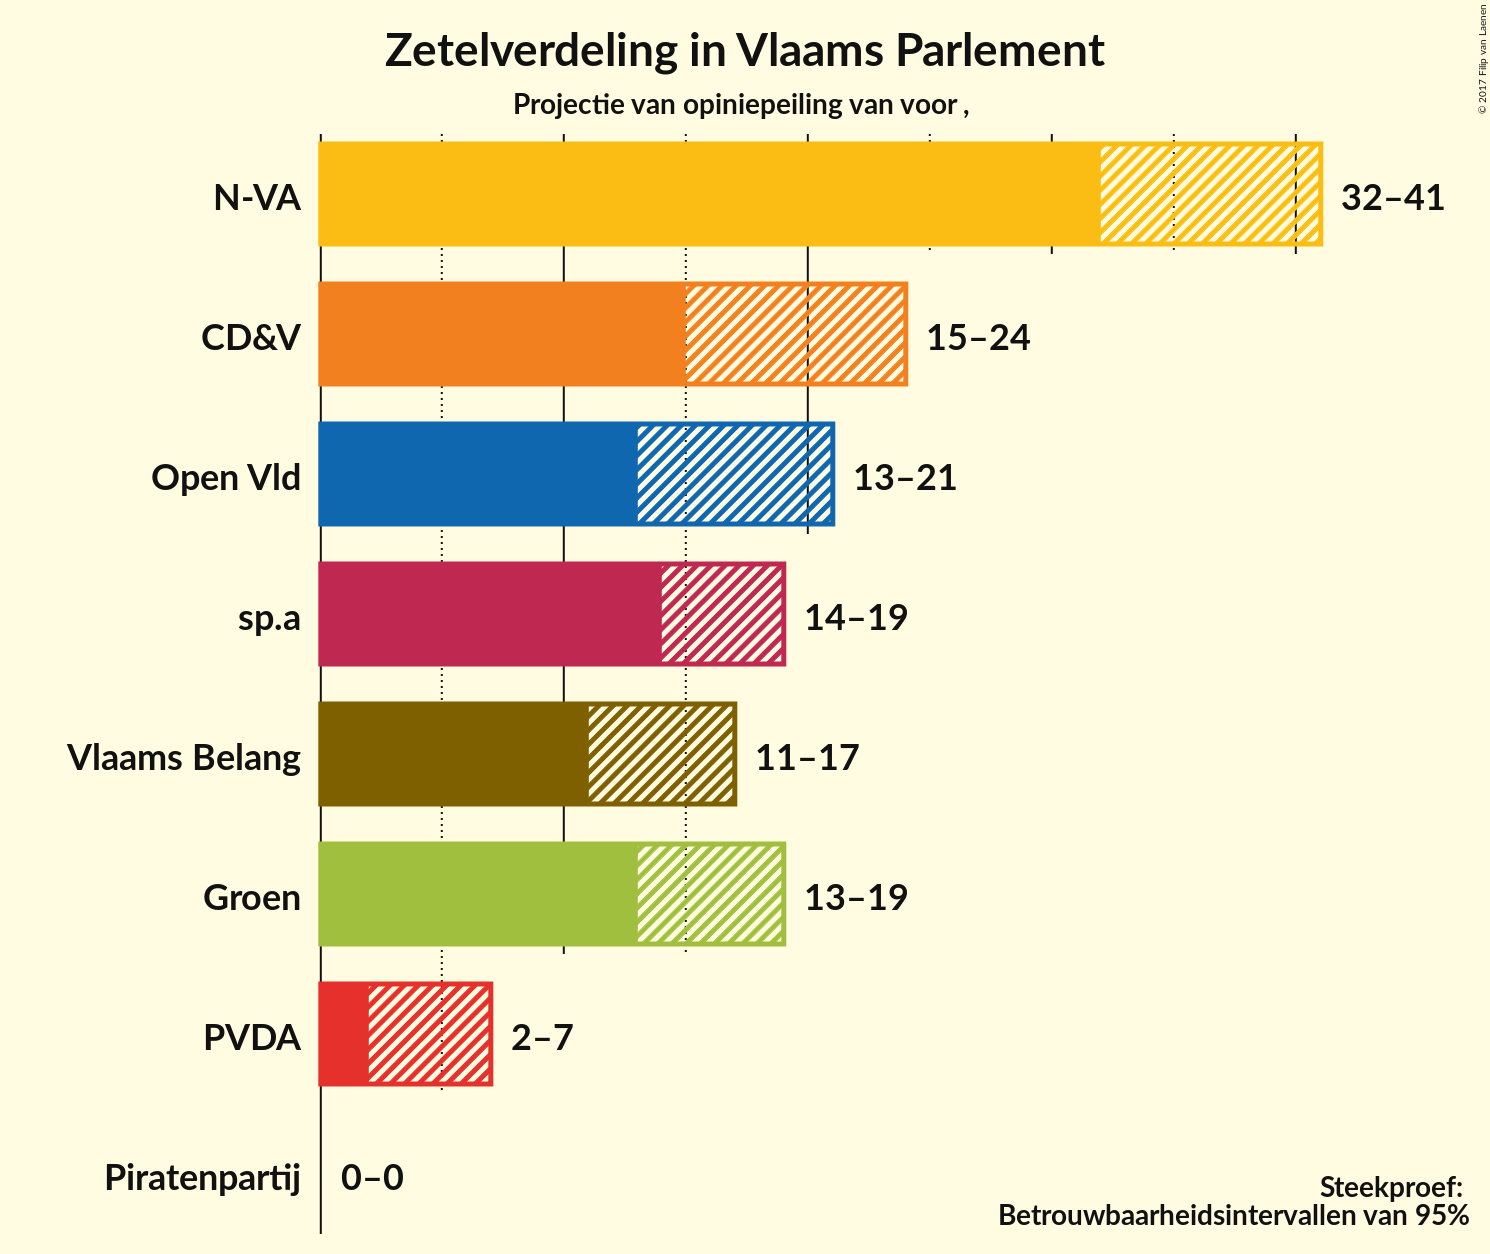 Zetelverdeling in Vlaams Parlement
Projectie van opiniepeiling van voor ,
© 2017 Filip van Laenen
N-VA
32–41
CD&V
15–24
Open Vld
13–21
sp.a
14–19
Vlaams Belang
11–17
Groen
13–19
PVDA
2–7
Piratenpartij
0–0
Steekproef:
Betrouwbaarheidsintervallen van 95%